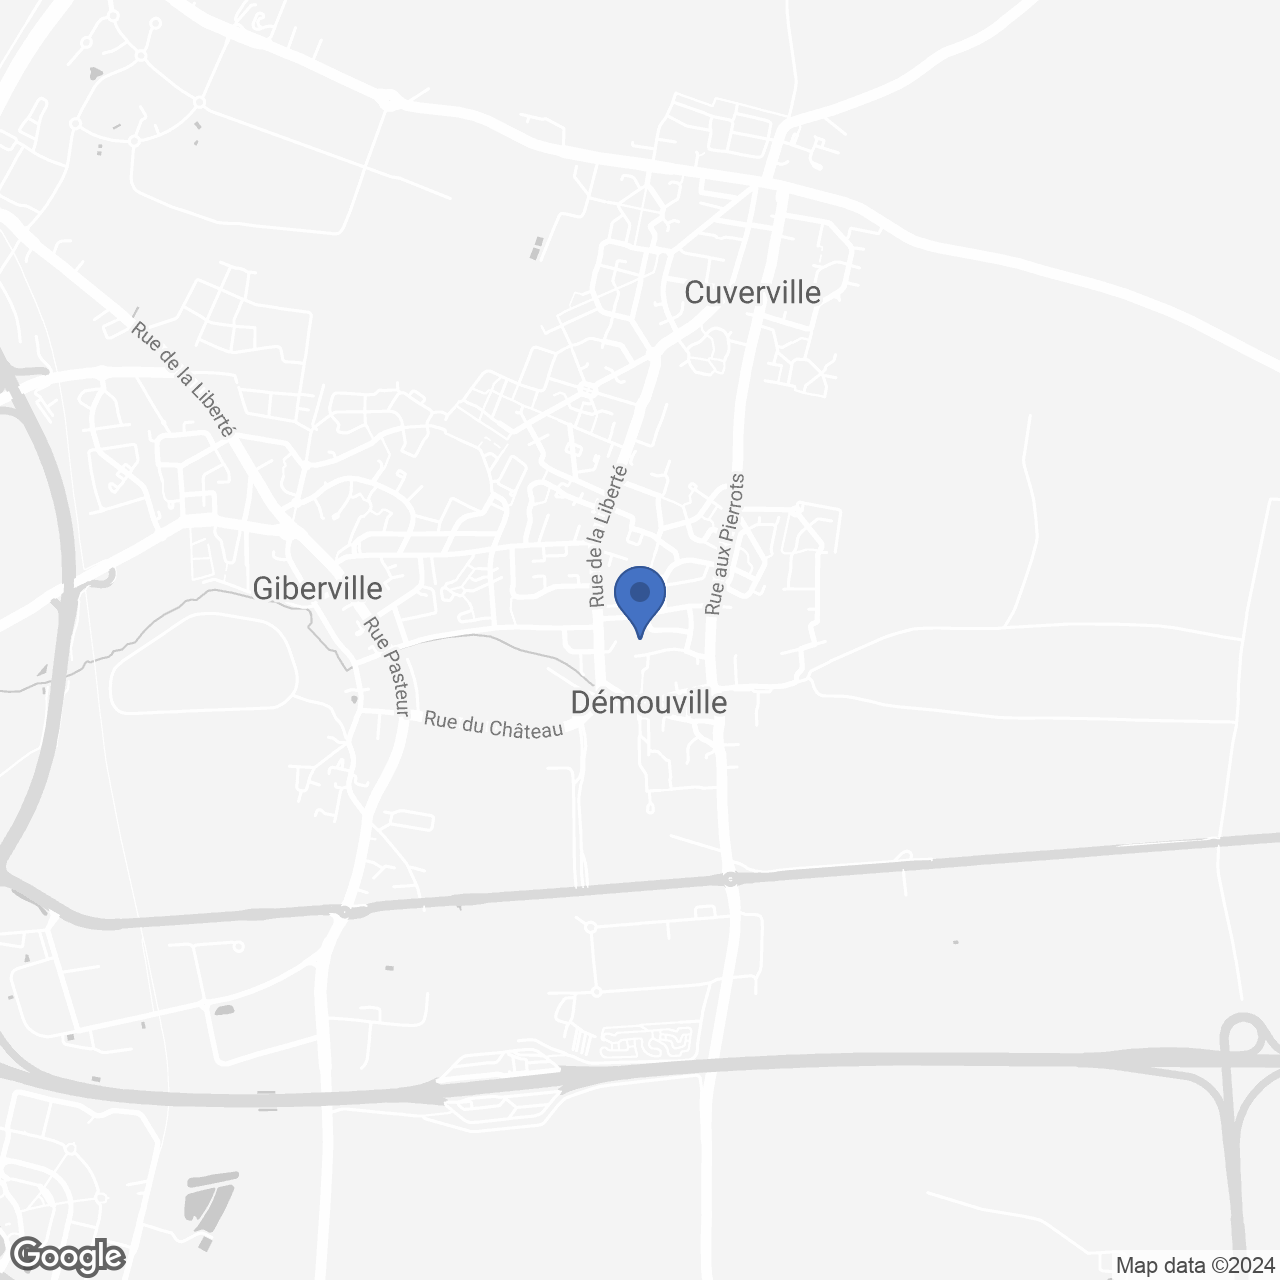 Cuverville
Rue de la Liberté
Rue de la Liberté
Rue aux Pierrots
Giberville
Rue Pasteur
Démouville
Rue du Château
Google
Map data ©2024